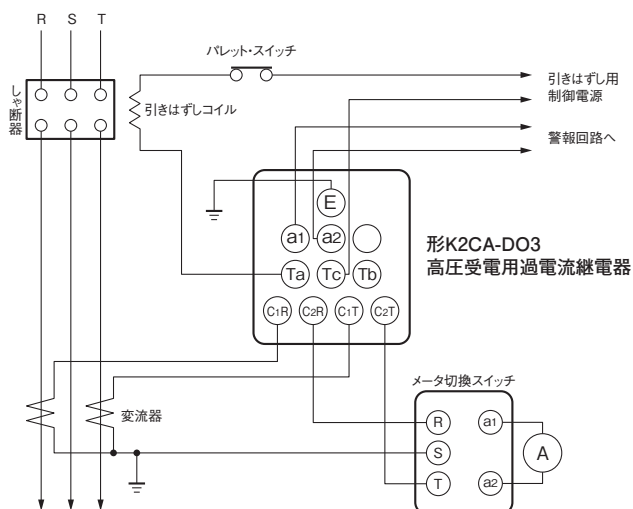 R S T
しゃ断器
パレット・スイッチ
引きはずしコイル
引きはずし用
制御電源
警報回路へ
E
a1 a2
Ta Tc Tb
C1R C2R C1T C2T
形K2CA-DO3
高圧受電用過電流継電器
変流器
メータ切換スイッチ
R a1
S A
T a2